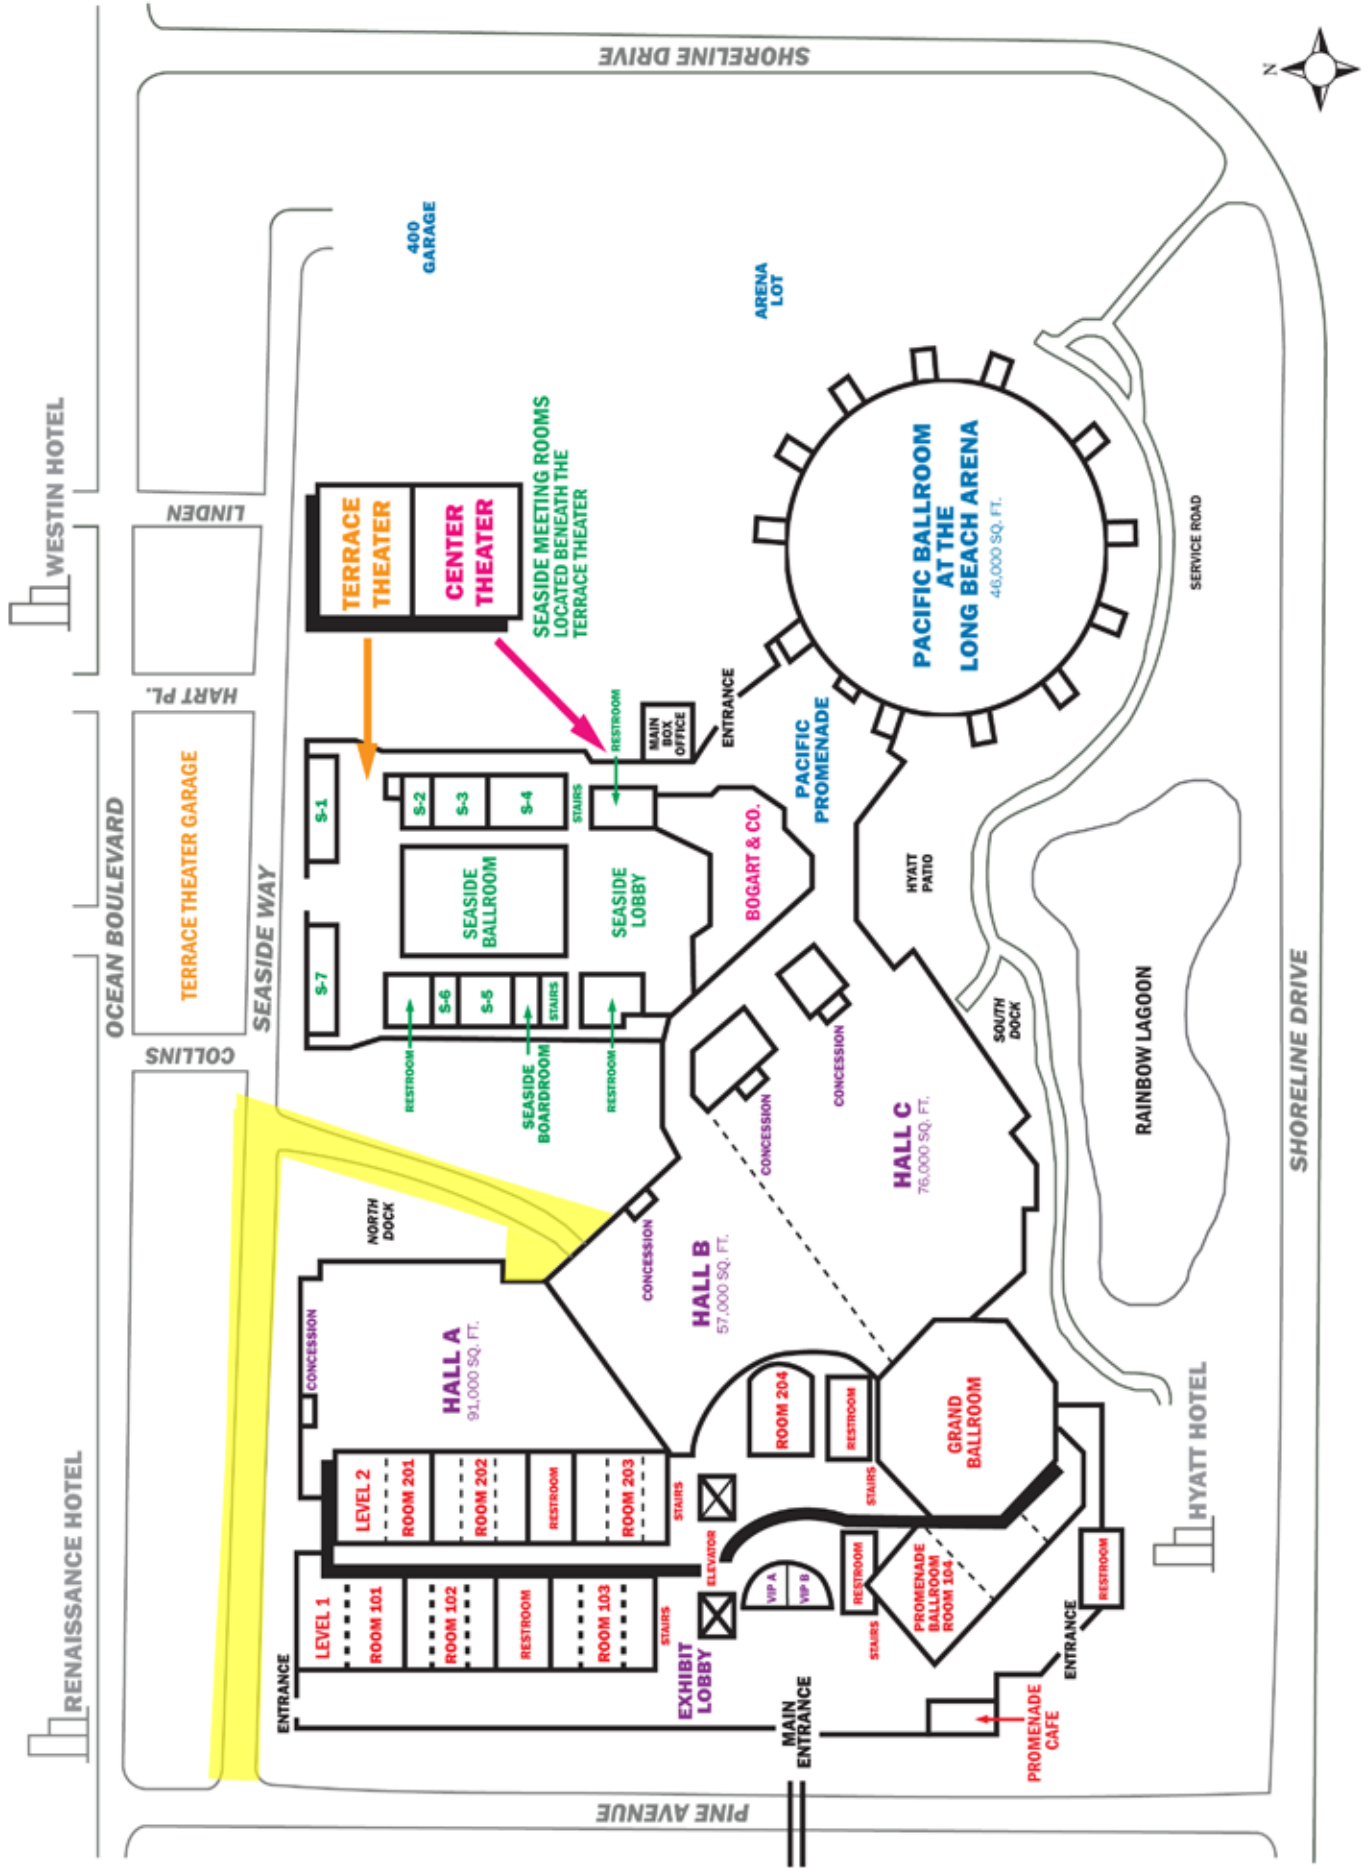 RENAISSANCE HOTEL
WESTIN HOTEL
OCEAN BOULEVARD
PINE AVENUE
COLLINS
HART PL.
LINDEN
SHORELINE DRIVE
TERRACE THEATER GARAGE
SEASIDE WAY
400
GARAGE
ARENA
LOT
N
ENTRANCE
LEVEL 1
ROOM 101
ROOM 102
RESTROOM
ROOM 103
STAIRS
LEVEL 2
ROOM 201
ROOM 202
RESTROOM
ROOM 203
STAIRS
CONCESSION
HALL A
91,000 SQ. FT.
NORTH
DOCK
S-7
S-1
RESTROOM
S-6
S-5
SEASIDE
BOARDROOM
STAIRS
RESTROOM
SEASIDE
BALLROOM
S-2
S-3
S-4
STAIRS
RESTROOM
SEASIDE
LOBBY
TERRACE
THEATER
CENTER
THEATER
SEASIDE MEETING ROOMS
LOCATED BENEATH THE
TERRACE THEATER
MAIN
BOX
OFFICE
ENTRANCE
BOGART & CO.
PACIFIC
PROMENADE
PACIFIC BALLROOM
AT THE
LONG BEACH ARENA
46,000 SQ. FT.
EXHIBIT
LOBBY
ELEVATOR
VIP A
VIP B
ROOM 204
RESTROOM
STAIRS
RESTROOM
STAIRS
CONCESSION
HALL B
57,000 SQ. FT.
CONCESSION
CONCESSION
HALL C
76,000 SQ. FT.
HYATT
PATIO
SOUTH
DOCK
MAIN
ENTRANCE
PROMENADE
BALLROOM
ROOM 104
GRAND
BALLROOM
PROMENADE
CAFE
ENTRANCE
RESTROOM
HYATT HOTEL
RAINBOW LAGOON
SERVICE ROAD
SHORELINE DRIVE